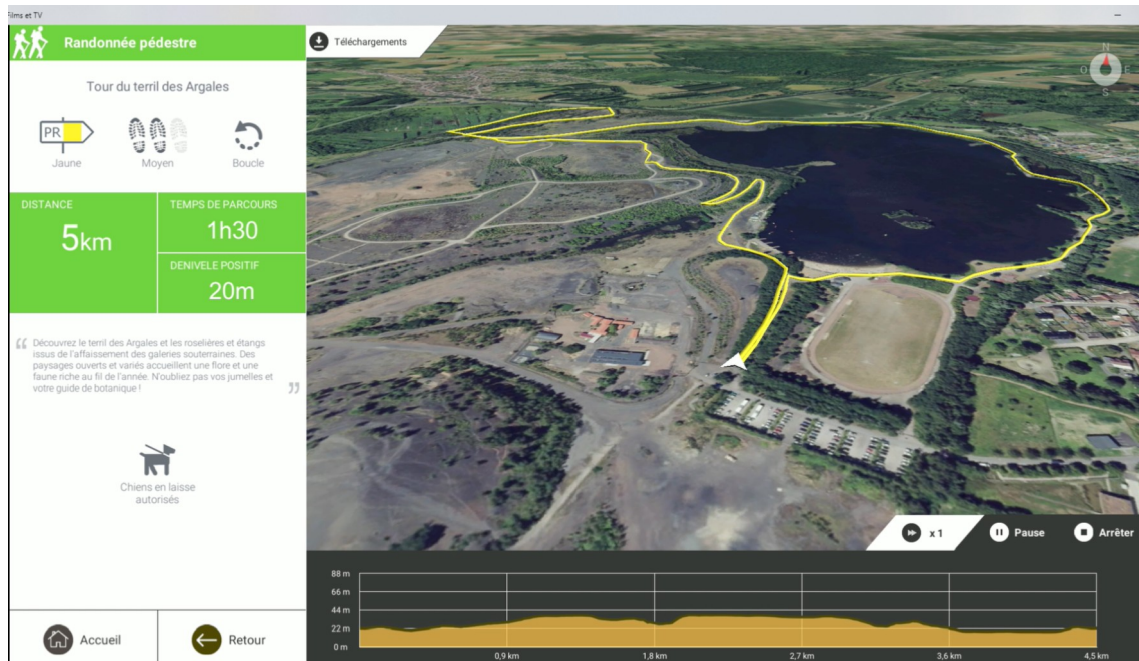 Films et TV
Randonnée pédestre
Téléchargements
Tour du terril des Argales
PR
Jaune
Moyen
Boucle
DISTANCE
5km
TEMPS DE PARCOURS
1h30
DENIVELE POSITIF
20m
“ Découvrez le terril des Argales et les roselières et étangs
issus de l'affaissement des galeries souterraines. Des
paysages ouverts et variés accueillent une flore et une
faune riche au fil de l'année. N'oubliez pas vos jumelles et
votre guide de botanique ! ”
Chiens en laisse
autorisés
Accueil
Retour
N
O
E
S
x 1
Pause
Arrêter
88 m
66 m
44 m
22 m
0 m
0,9 km
1,8 km
2,7 km
3,6 km
4,5 km